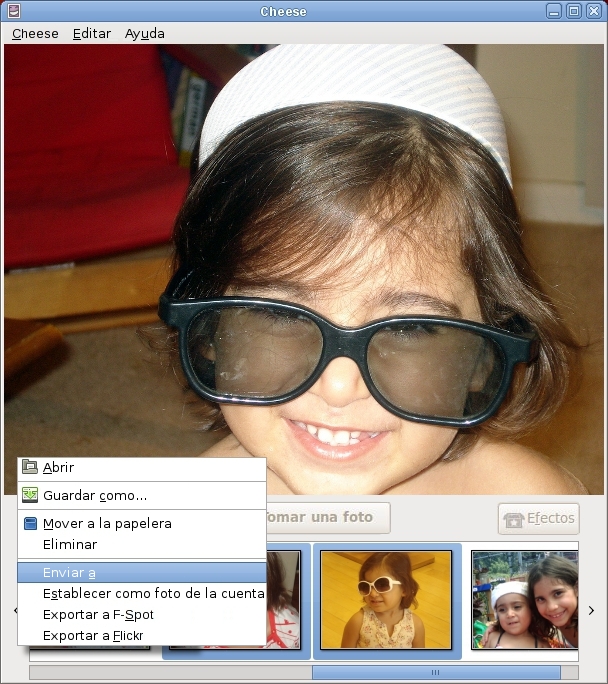 Cheese
Cheese Editar Ayuda
german
Abrir
Guardar como...
Mover a la papelera
Eliminar
Enviar a
Establecer como foto de la cuenta
Exportar a F-Spot
Exportar a Flickr
Tomar una foto
Efectos